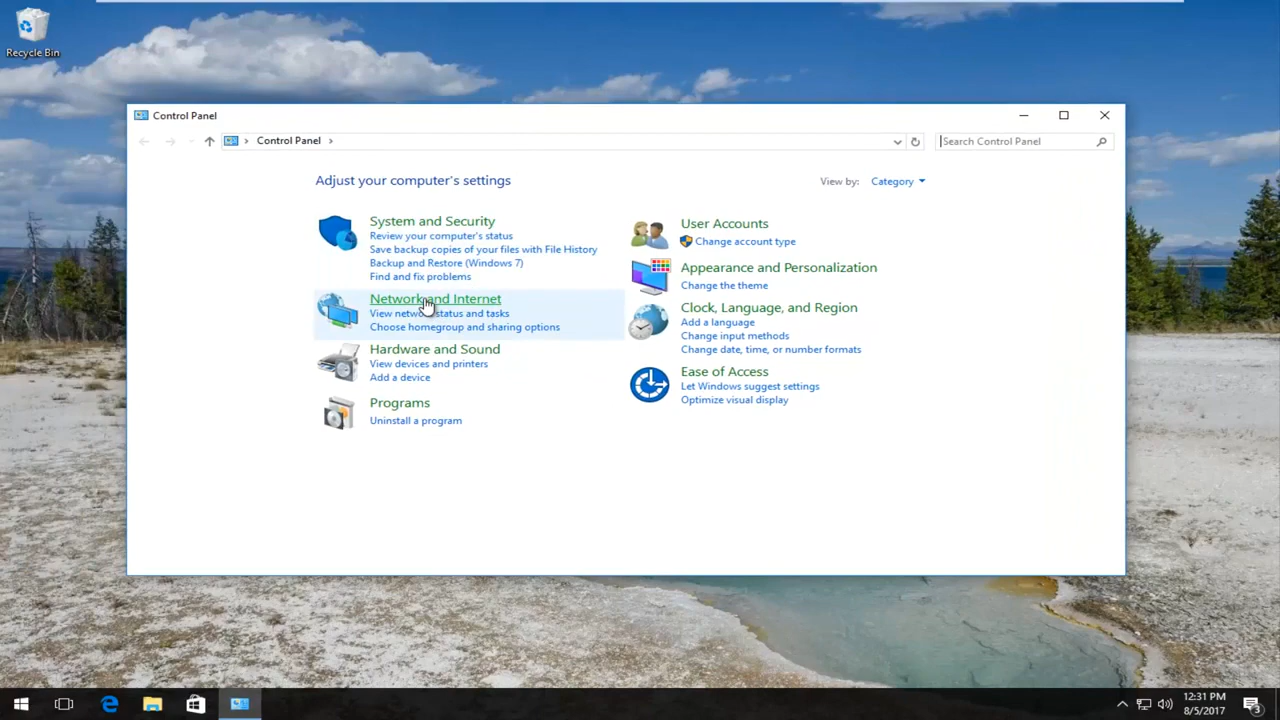 Recycle Bin
Control Panel
Control Panel
Search Control Panel
Adjust your computer's settings
View by: Category
System and Security
Review your computer's status
Save backup copies of your files with File History
Backup and Restore (Windows 7)
Find and fix problems
Network and Internet
View network status and tasks
Choose homegroup and sharing options
Hardware and Sound
View devices and printers
Add a device
Programs
Uninstall a program
User Accounts
Change account type
Appearance and Personalization
Change the theme
Clock, Language, and Region
Add a language
Change input methods
Change date, time, or number formats
Ease of Access
Let Windows suggest settings
Optimize visual display
12:31 PM
8/5/2017
3